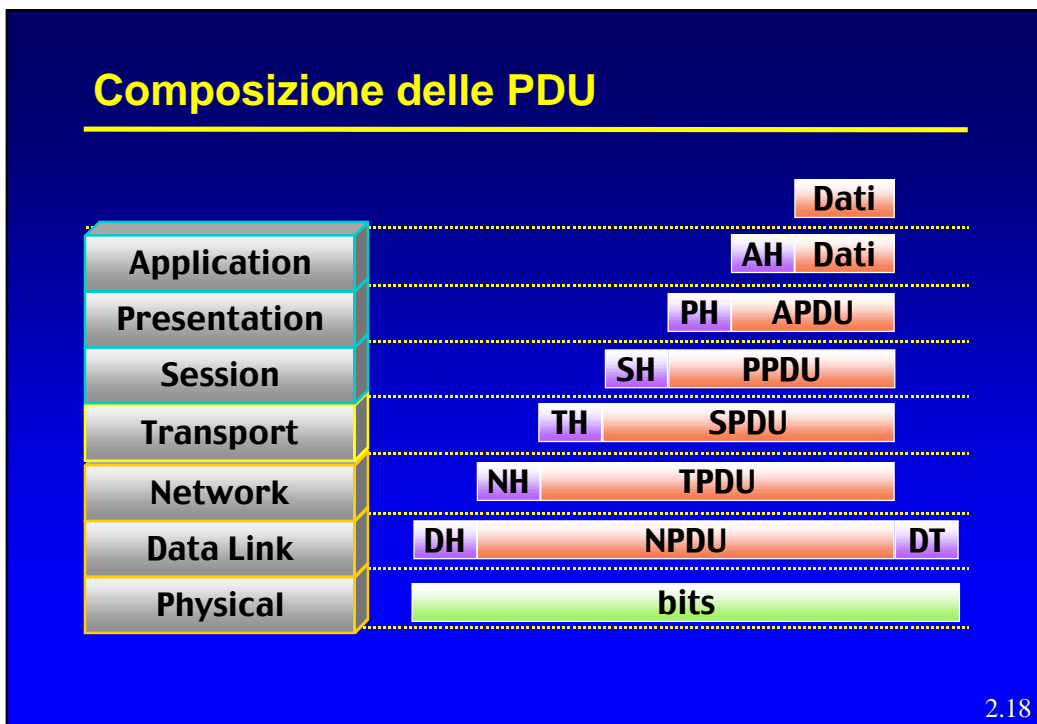 Composizione delle PDU
Dati
Application AH Dati
Presentation PH APDU
Session SH PPDU
Transport TH SPDU
Network NH TPDU
Data Link DH NPDU DT
Physical bits
2.18